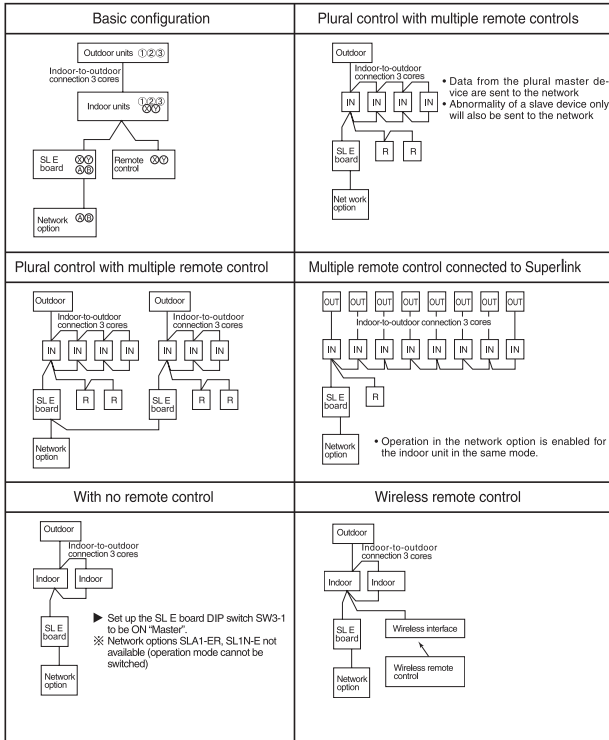 Basic configuration
Outdoor units ①②③
Indoor-to-outdoor
connection 3 cores
Indoor units ①②③
ⓍⓎ
SL E
board ⓍⓎ
ⒶⒷ
Remote
control ⓍⓎ
Network
option ⒶⒷ
Plural control with multiple remote controls
Outdoor
Indoor-to-outdoor
connection 3 cores
IN IN IN IN
SL E
board
R R
Net work
option
• Data from the plural master de-
vice are sent to the network
• Abnormality of a slave device only
will also be sent to the network
Plural control with multiple remote control
Outdoor
Indoor-to-outdoor
connection 3 cores
IN IN IN IN
SL E
board
R R
Network
option
Outdoor
Indoor-to-outdoor
connection 3 cores
IN IN IN IN
SL E
board
R R
Multiple remote control connected to Superlink
OUT OUT OUT OUT OUT OUT OUT OUT
Indoor-to-outdoor connection 3 cores
IN IN IN IN IN IN IN IN
SL E
board
R
Network
option
• Operation in the network option is enabled for
the indoor unit in the same mode.
With no remote control
Outdoor
Indoor-to-outdoor
connection 3 cores
Indoor Indoor
SL E
board
Network
option
▶ Set up the SL E board DIP switch SW3-1
to be ON “Master”.
※ Network options SLA1-ER, SL1N-E not
available (operation mode cannot be
switched)
Wireless remote control
Outdoor
Indoor-to-outdoor
connection 3 cores
Indoor Indoor
SL E
board
Wireless interface
Wireless remote
control
Network
option